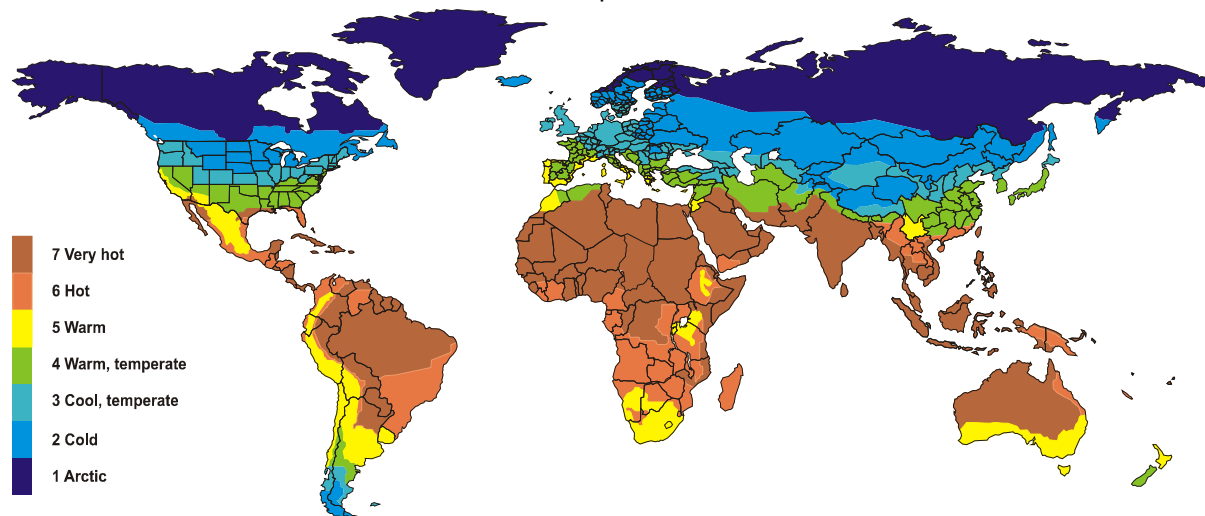 7 Very hot
6 Hot
5 Warm
4 Warm, temperate
3 Cool, temperate
2 Cold
1 Arctic